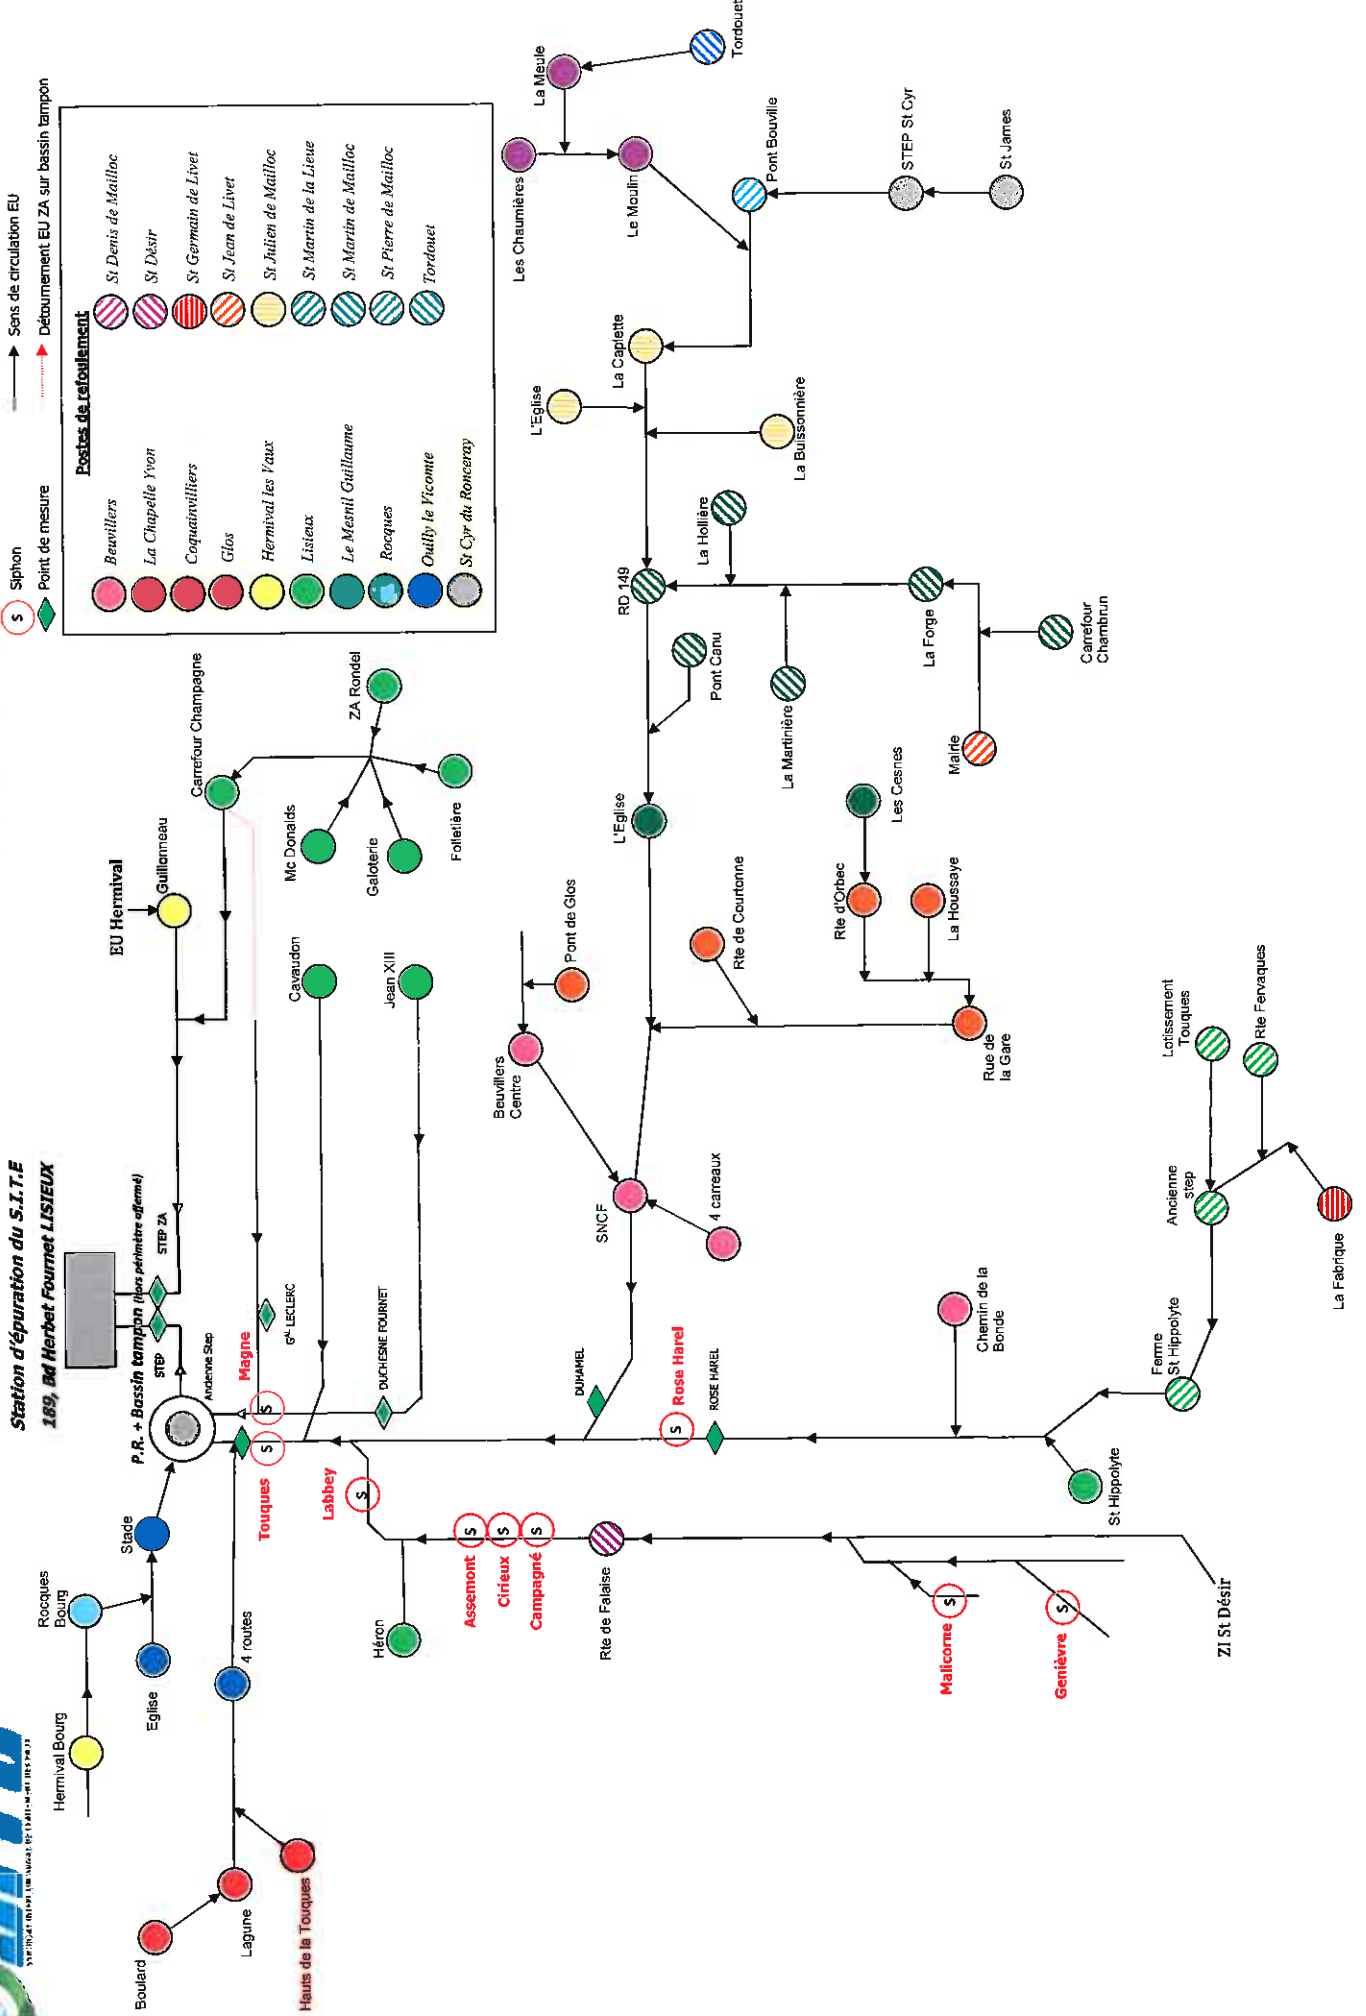 Station d'épuration du S.I.T.E
189, Bd Herbet Fournet LISIEUX
P.R. + Bassin tampon (hors périmètre affermé)
S Siphon
Point de mesure
Sens de circulation EU
Détournement EU ZA sur bassin tampon
Postes de refoulement
Beuvillers
La Chapelle Yvon
Coquainvilliers
Glos
Hermival les Vaux
Lisieux
Le Mesnil Guillaume
Rocques
Ouilly le Vicomte
St Cyr du Ronceray
St Denis de Mailloc
St Désir
St Germain de Livet
St Jean de Livet
St Julien de Mailloc
St Martin de la Lieue
St Martin de Mailloc
St Pierre de Mailloc
Tordouet
Boulard
Lagune
Hauts de la Touques
Hermival Bourg
Rocques
Bourg
Eglise
Stade
4 routes
STEP
STEP ZA
Ancienne Step
EU Hermival
Guillonneau
Carrefour Champagne
ZA Rondel
Mc Donalds
Galoterie
Folletière
Cavaudon
Jean XIII
Magne
S
Touques
S
Gal LECLERC
DUCHESNE FOURNET
Labbey
S
Héron
Assemont
S
Cirieux
S
Campagné
S
Rte de Falaise
Malicorne
S
Genièvre
S
ZI St Désir
DUHAMEL
Rose Harel
S
ROSE HAREL
Chemin de la
Bonde
St Hippolyte
Ferme
St Hippolyte
Ancienne
step
Lotissement
Touques
Rte Fervaques
La Fabrique
SNCF
4 carreaux
Beuvillers
Centre
Pont de Glos
Rte de Courtonne
Rue de
la Gare
Rte d'Orbec
La Houssaye
Les Cesnes
L'Eglise
Pont Canu
RD 149
La Hollière
La Martinière
La Forge
Mairie
Carrefour
Chambrun
L'Eglise
La Buissonnière
La Caplette
Les Chaumières
Le Moulin
La Meule
Tordouet
Pont Bouville
STEP St Cyr
St James